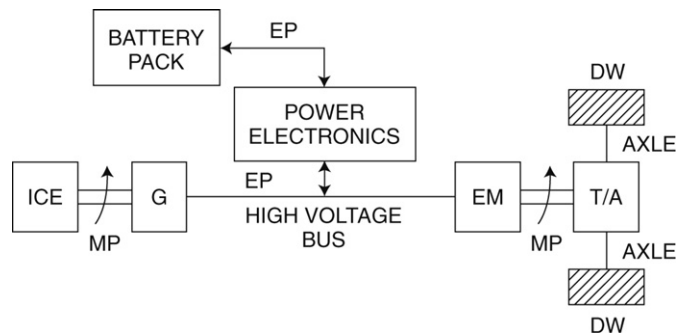 BATTERY
PACK
EP
DW
POWER
ELECTRONICS
AXLE
ICE
G
EP
EM
T/A
MP
HIGH VOLTAGE
BUS
MP
AXLE
DW